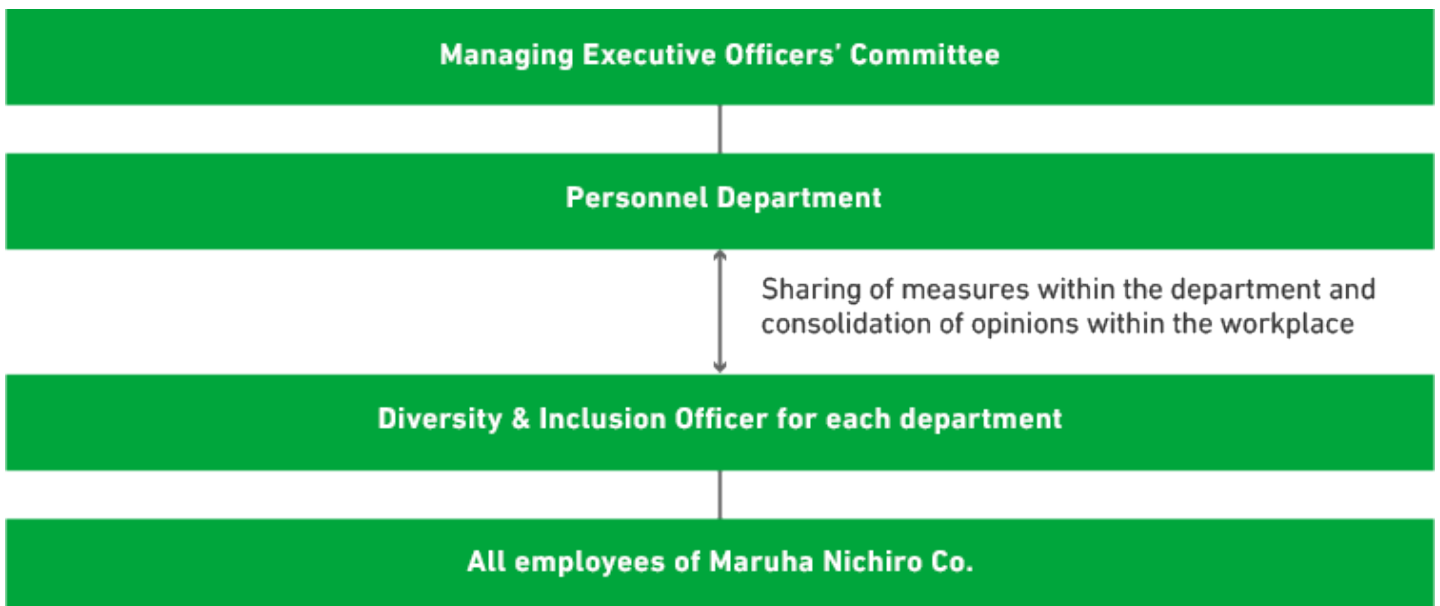 Managing Executive Officers’ Committee
Personnel Department
Sharing of measures within the department and
consolidation of opinions within the workplace
Diversity & Inclusion Officer for each department
All employees of Maruha Nichiro Co.